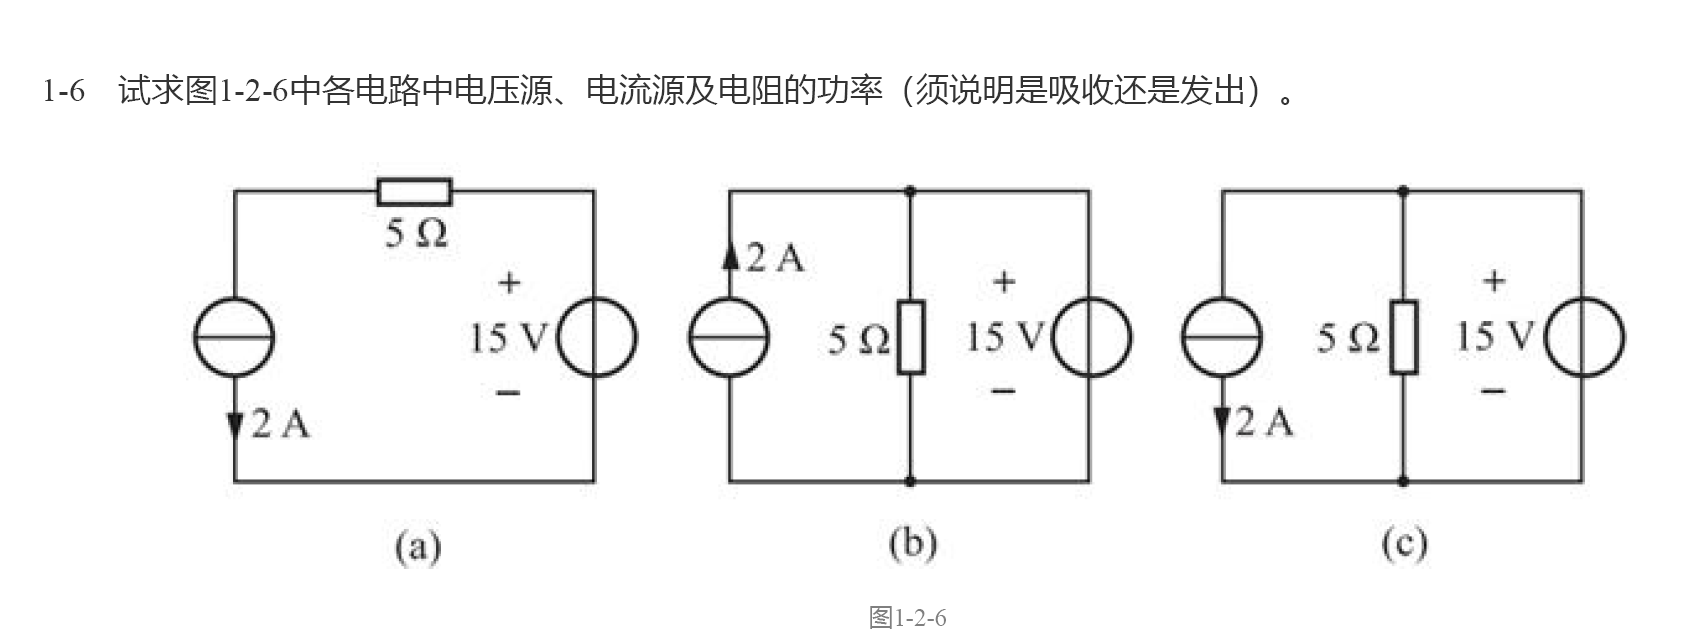 1-6 试求图1-2-6中各电路中电压源、电流源及电阻的功率（须说明是吸收还是发出）。
5 Ω
+
15 V
−
2 A
(a)
2 A
5 Ω
+
15 V
−
(b)
5 Ω
+
15 V
−
2 A
(c)
图1-2-6